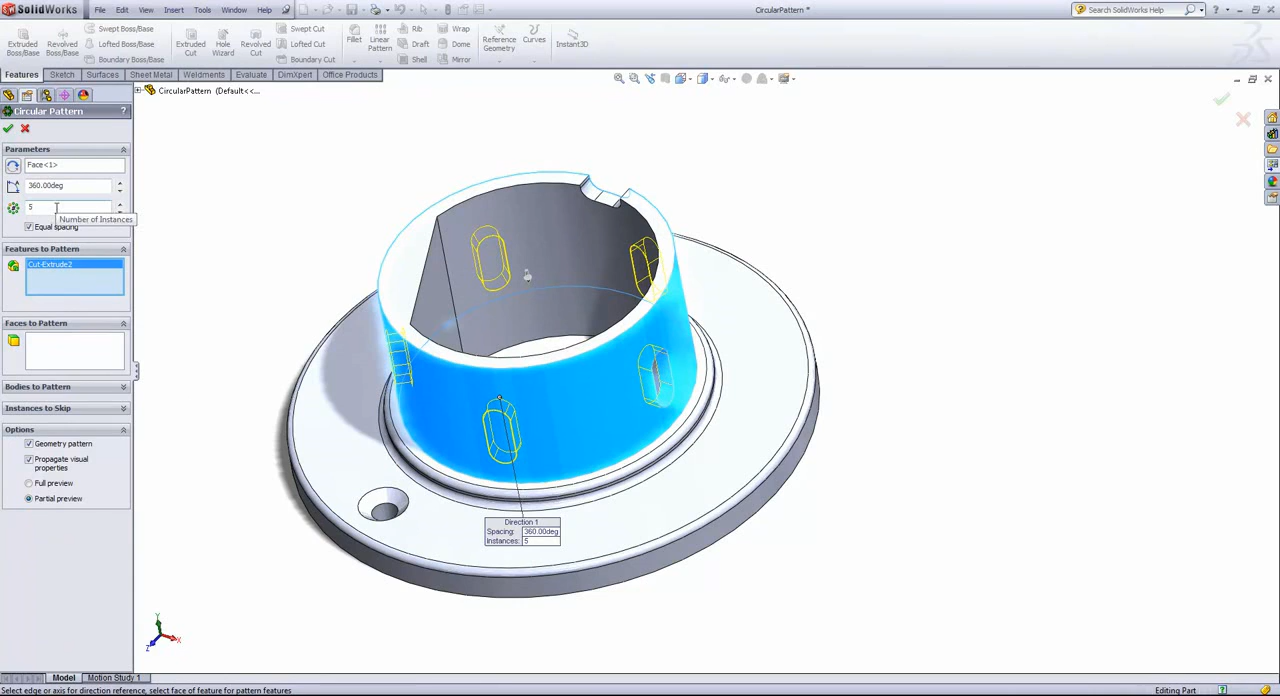 SolidWorks File Edit View Insert Tools Window Help CircularPattern * Search SolidWorks Help
Extruded Boss/Base
Revolved Boss/Base
Swept Boss/Base
Lofted Boss/Base
Boundary Boss/Base
Extruded Cut
Hole Wizard
Revolved Cut
Swept Cut
Lofted Cut
Boundary Cut
Fillet
Linear Pattern
Rib
Draft
Shell
Wrap
Dome
Mirror
Reference Geometry
Curves
Instant3D
Features Sketch Surfaces Sheet Metal Weldments Evaluate DimXpert Office Products
CircularPattern (Default<<...
Circular Pattern ?
Parameters
Face<1>
360.00deg
5
Number of Instances
Equal spacing
Features to Pattern
Cut-Extrude2
Faces to Pattern
Bodies to Pattern
Instances to Skip
Options
Geometry pattern
Propagate visual
properties
Full preview
Partial preview
Direction 1
Spacing: 360.00deg
Instances: 5
Y
X
Z
Model Motion Study 1
Select edge or axis for direction reference, select face of feature for pattern features Editing Part